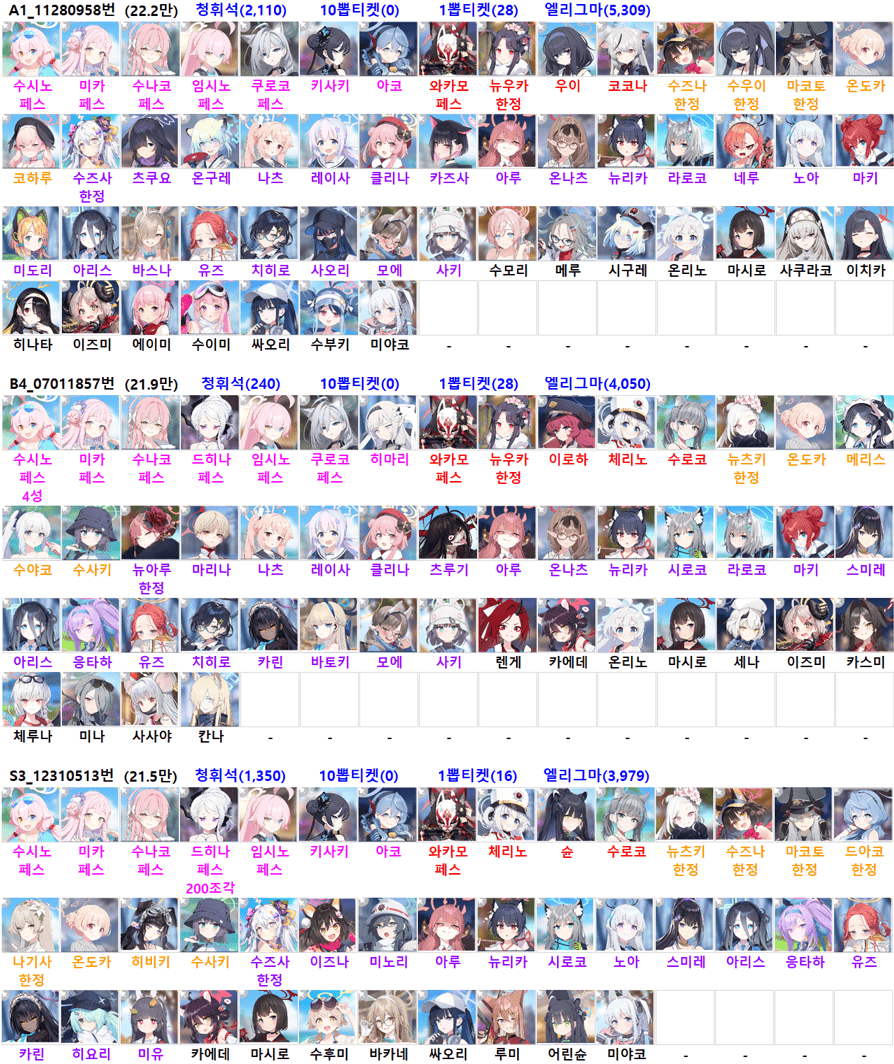 A1_11280958번 (22.2만) 청휘석(2,110) 10뽑티켓(0) 1뽑티켓(28) 엘리그마(5,309)
수시노 미카 수나코 임시노 쿠로코 키사키 아코 와카모 뉴우카 우이 코코나 수즈나 수우이 마코토 온도카
페스 페스 페스 페스 페스 페스 한정 한정 한정 한정
코하루 수즈사 츠쿠요 온구레 나츠 레이사 클리나 카즈사 아루 온나츠 뉴리카 라로코 네루 노아 마키
한정
미도리 아리스 바스나 유즈 치히로 사오리 모에 사키 수모리 메루 시구레 온리노 마시로 사쿠라코 이치카
히나타 이즈미 에이미 수이미 싸오리 수부키 미야코 - - - - - - - -
B4_07011857번 (21.9만) 청휘석(240) 10뽑티켓(0) 1뽑티켓(28) 엘리그마(4,050)
수시노 미카 수나코 드히나 임시노 쿠로코 히마리 와카모 뉴우카 이로하 체리노 수로코 뉴츠키 온도카 메리스
페스 페스 페스 페스 페스 페스 페스 한정 한정
4성
수야코 수사키 뉴아루 마리나 나츠 레이사 클리나 츠루기 아루 온나츠 뉴리카 시로코 라로코 마키 스미레
한정
아리스 응타하 유즈 치히로 카린 바토키 모에 사키 렌게 카에데 온리노 마시로 세나 이즈미 카스미
체루나 미나 사사야 칸나 - - - - - - - - - - -
S3_12310513번 (21.5만) 청휘석(1,350) 10뽑티켓(0) 1뽑티켓(16) 엘리그마(3,979)
수시노 미카 수나코 드히나 임시노 키사키 아코 와카모 체리노 슌 수로코 뉴츠키 수즈나 마코토 드아코
페스 페스 페스 페스 페스 페스 한정 한정 한정 한정
200조각
나기사 온도카 히비키 수사키 수즈사 이즈나 미노리 아루 뉴리카 시로코 노아 스미레 아리스 응타하 유즈
한정 한정
카린 히요리 미유 카에데 마시로 수후미 바카네 싸오리 루미 어린슌 미야코 - - - -